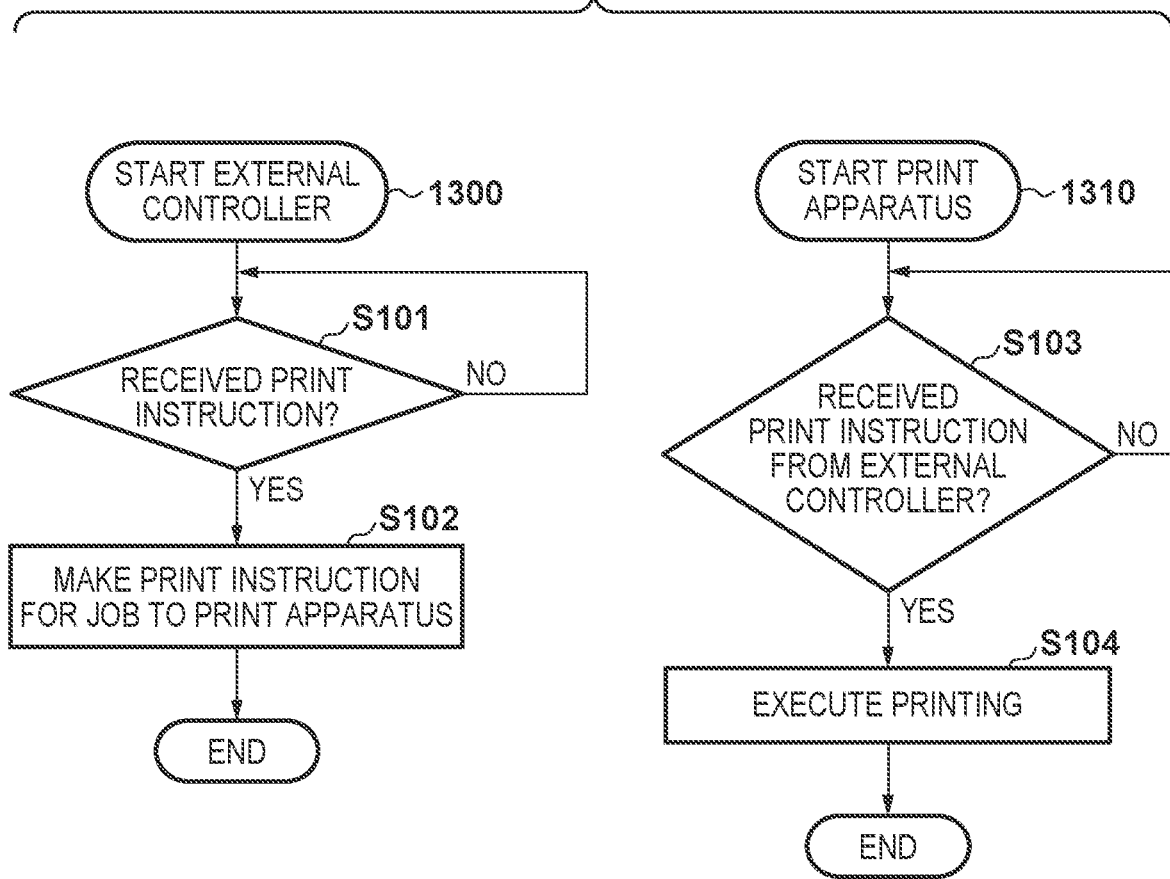 START EXTERNAL
CONTROLLER
1300
S101
RECEIVED PRINT
INSTRUCTION?
NO
YES
S102
MAKE PRINT INSTRUCTION
FOR JOB TO PRINT APPARATUS
END
START PRINT
APPARATUS
1310
S103
RECEIVED
PRINT INSTRUCTION
FROM EXTERNAL
CONTROLLER?
NO
YES
S104
EXECUTE PRINTING
END